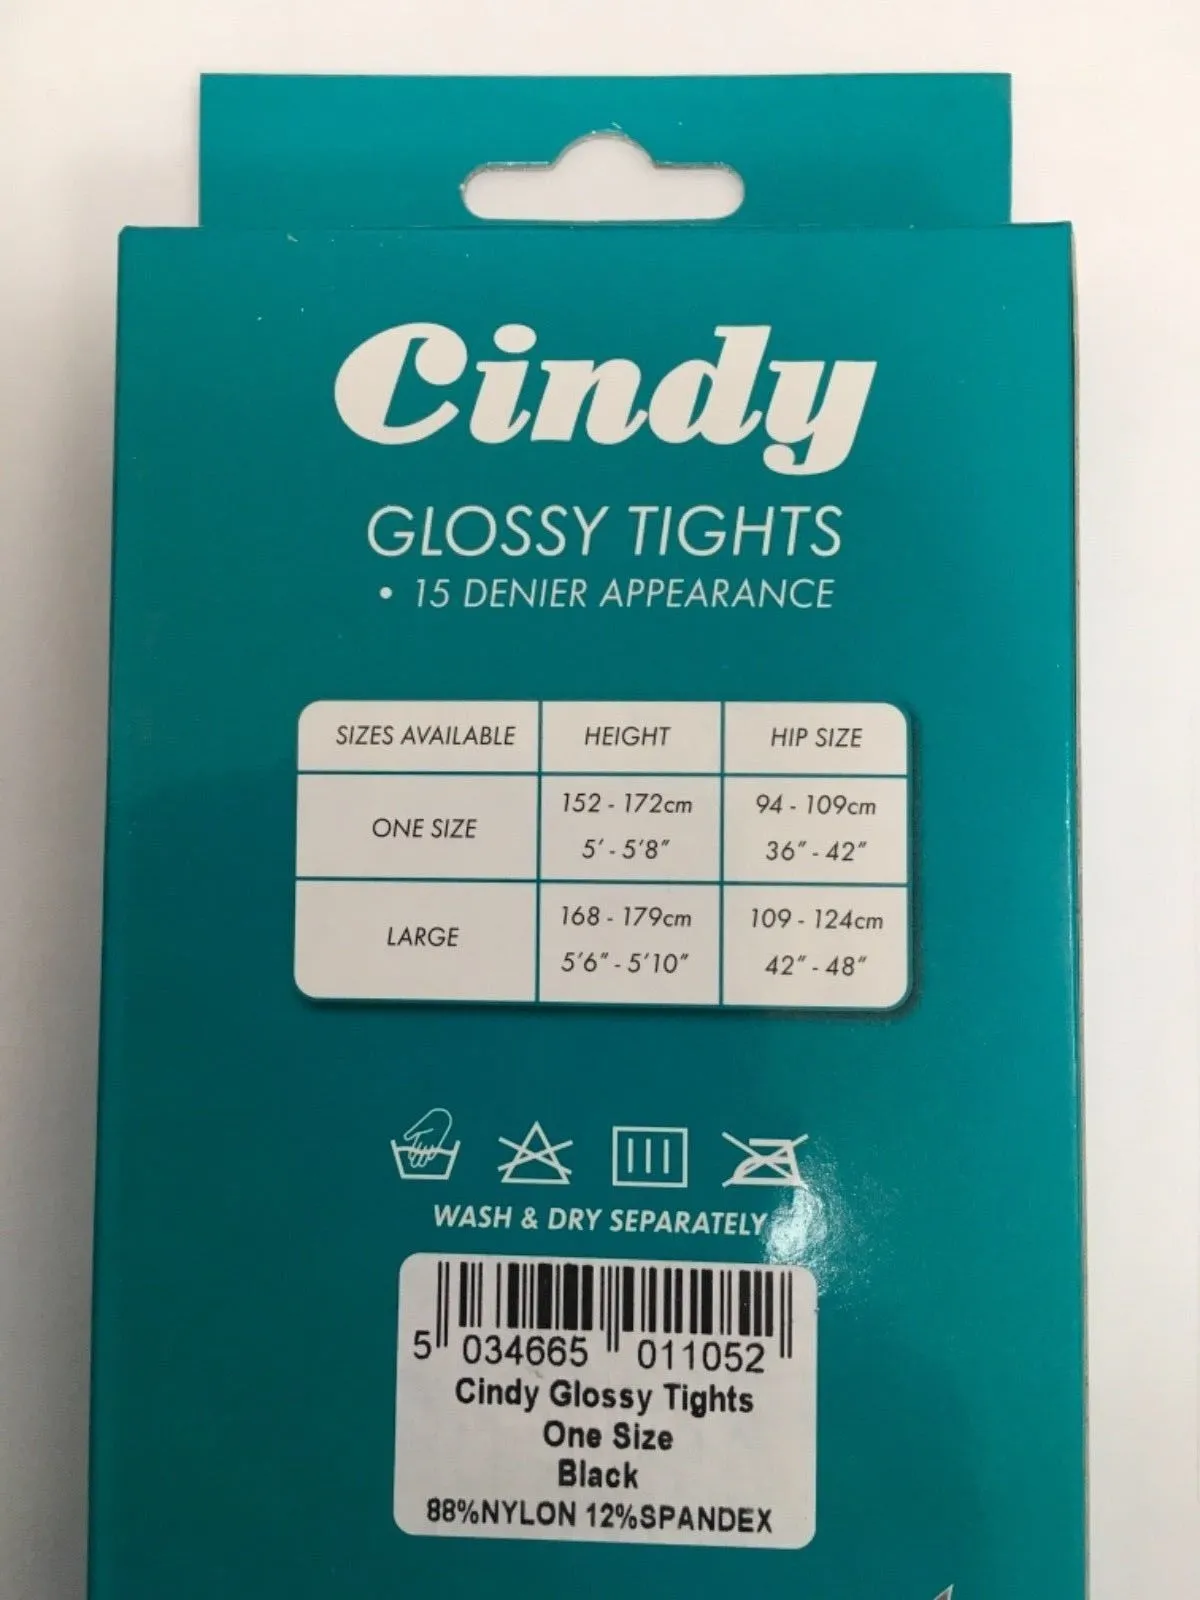 Cindy
GLOSSY TIGHTS
• 15 DENIER APPEARANCE
SIZES AVAILABLE HEIGHT HIP SIZE
ONE SIZE 152 - 172cm 94 - 109cm
5' - 5'8" 36" - 42"
LARGE 168 - 179cm 109 - 124cm
5'6" - 5'10" 42" - 48"
WASH & DRY SEPARATELY
5 034665 011052
Cindy Glossy Tights
One Size
Black
88%NYLON 12%SPANDEX